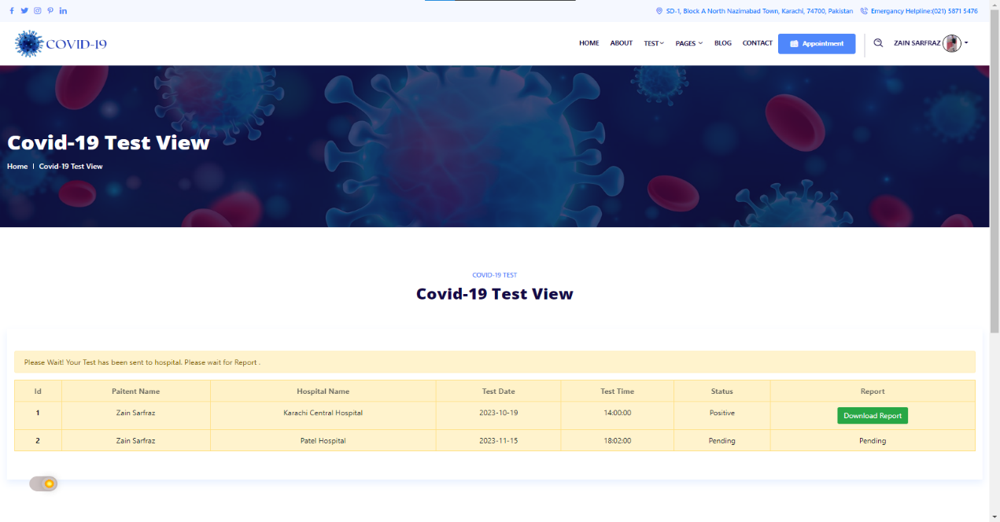 SD-1, Block A North Nazimabad Town, Karachi, 74700, Pakistan Emergancy Helpline:(021) 5871 5476
COVID-19 HOME ABOUT TEST PAGES BLOG CONTACT Appointment ZAIN SARFRAZ
Covid-19 Test View
Home | Covid-19 Test View
COVID-19 TEST
Covid-19 Test View
Please Wait! Your Test has been sent to hospital. Please wait for Report .
Id Paitent Name Hospital Name Test Date Test Time Status Report
1 Zain Sarfraz Karachi Central Hospital 2023-10-19 14:00:00 Positive Download Report
2 Zain Sarfraz Patel Hospital 2023-11-15 18:02:00 Pending Pending